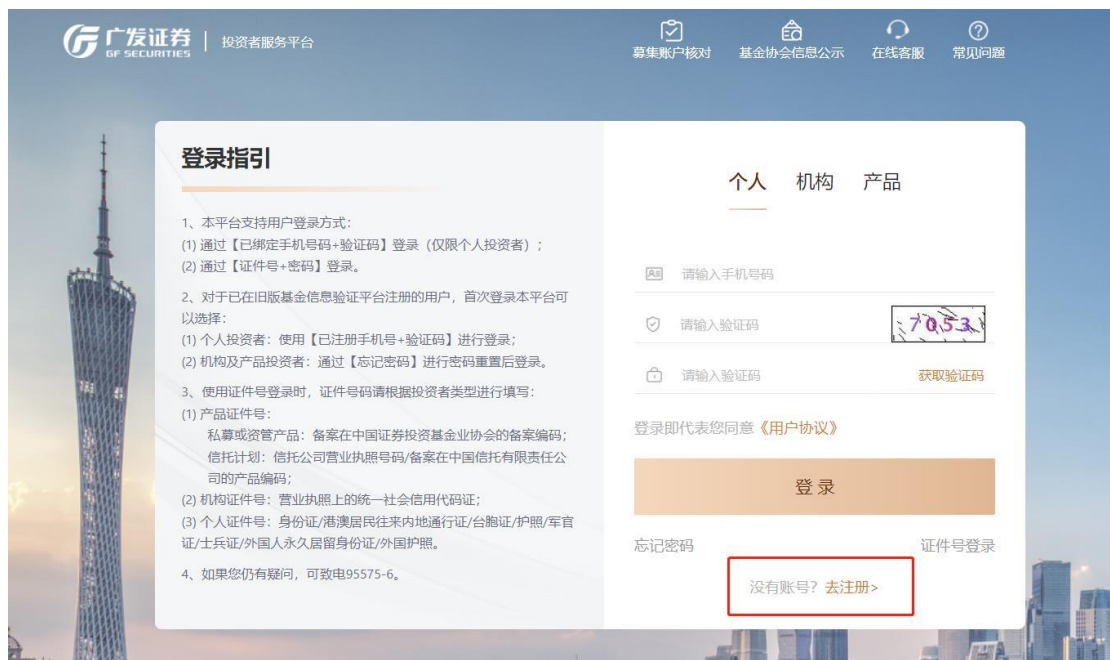 广发证券
GF SECURITIES
投资者服务平台
募集账户核对
基金协会信息公示
在线客服
常见问题
登录指引
1、本平台支持用户登录方式：
(1) 通过【已绑定手机号码+验证码】登录（仅限个人投资者）;
(2) 通过【证件号+密码】登录。
2、对于已在旧版基金信息验证平台注册的用户，首次登录本平台可
以选择：
(1) 个人投资者：使用【已注册手机号+验证码】进行登录;
(2) 机构及产品投资者：通过【忘记密码】进行密码重置后登录。
3、使用证件号登录时，证件号码请根据投资者类型进行填写：
(1) 产品证件号：
私募或资管产品：备案在中国证券投资基金业协会的备案编码;
信托计划：信托公司营业执照号码/备案在中国信托有限责任公
司的产品编码;
(2) 机构证件号：营业执照上的统一社会信用代码证;
(3) 个人证件号：身份证/港澳居民往来内地通行证/台胞证/护照/军官
证/士兵证/外国人永久居留身份证/外国护照。
4、如果您仍有疑问，可致电95575-6。
个人 机构 产品
请输入手机号码
请输入验证码
7053
请输入验证码
获取验证码
登录即代表您同意《用户协议》
登 录
忘记密码
证件号登录
没有账号？去注册>